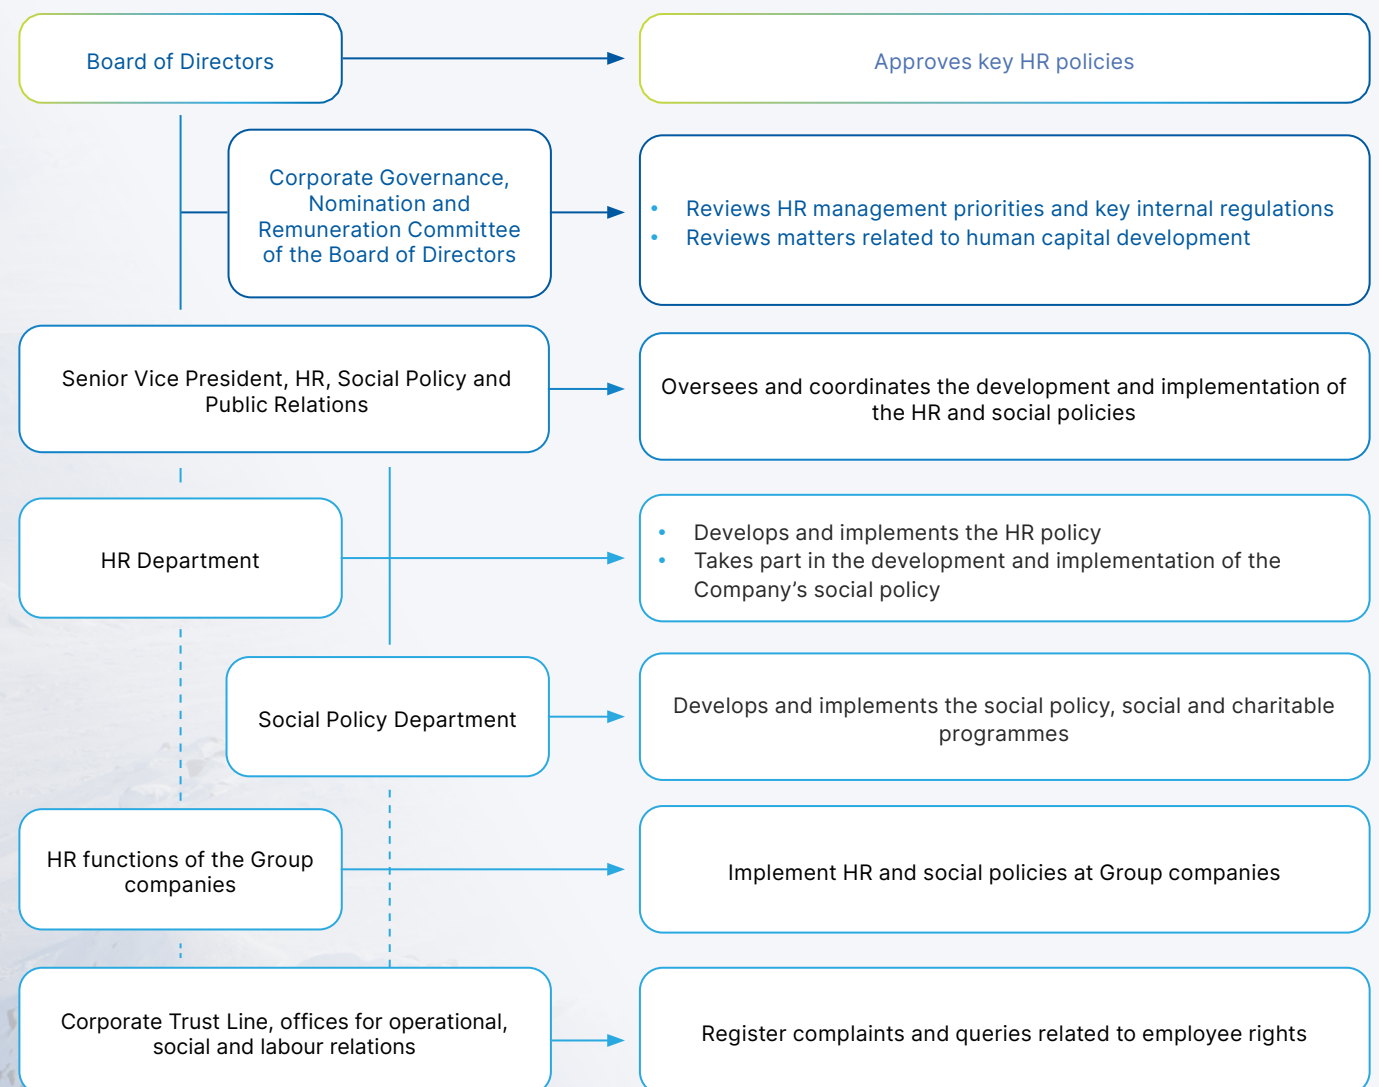 Board of Directors
Approves key HR policies
Corporate Governance,
Nomination and
Remuneration Committee
of the Board of Directors
• Reviews HR management priorities and key internal regulations
• Reviews matters related to human capital development
Senior Vice President, HR, Social Policy and
Public Relations
Oversees and coordinates the development and implementation of
the HR and social policies
HR Department
• Develops and implements the HR policy
• Takes part in the development and implementation of the
Company’s social policy
Social Policy Department
Develops and implements the social policy, social and charitable
programmes
HR functions of the Group
companies
Implement HR and social policies at Group companies
Corporate Trust Line, offices for operational,
social and labour relations
Register complaints and queries related to employee rights